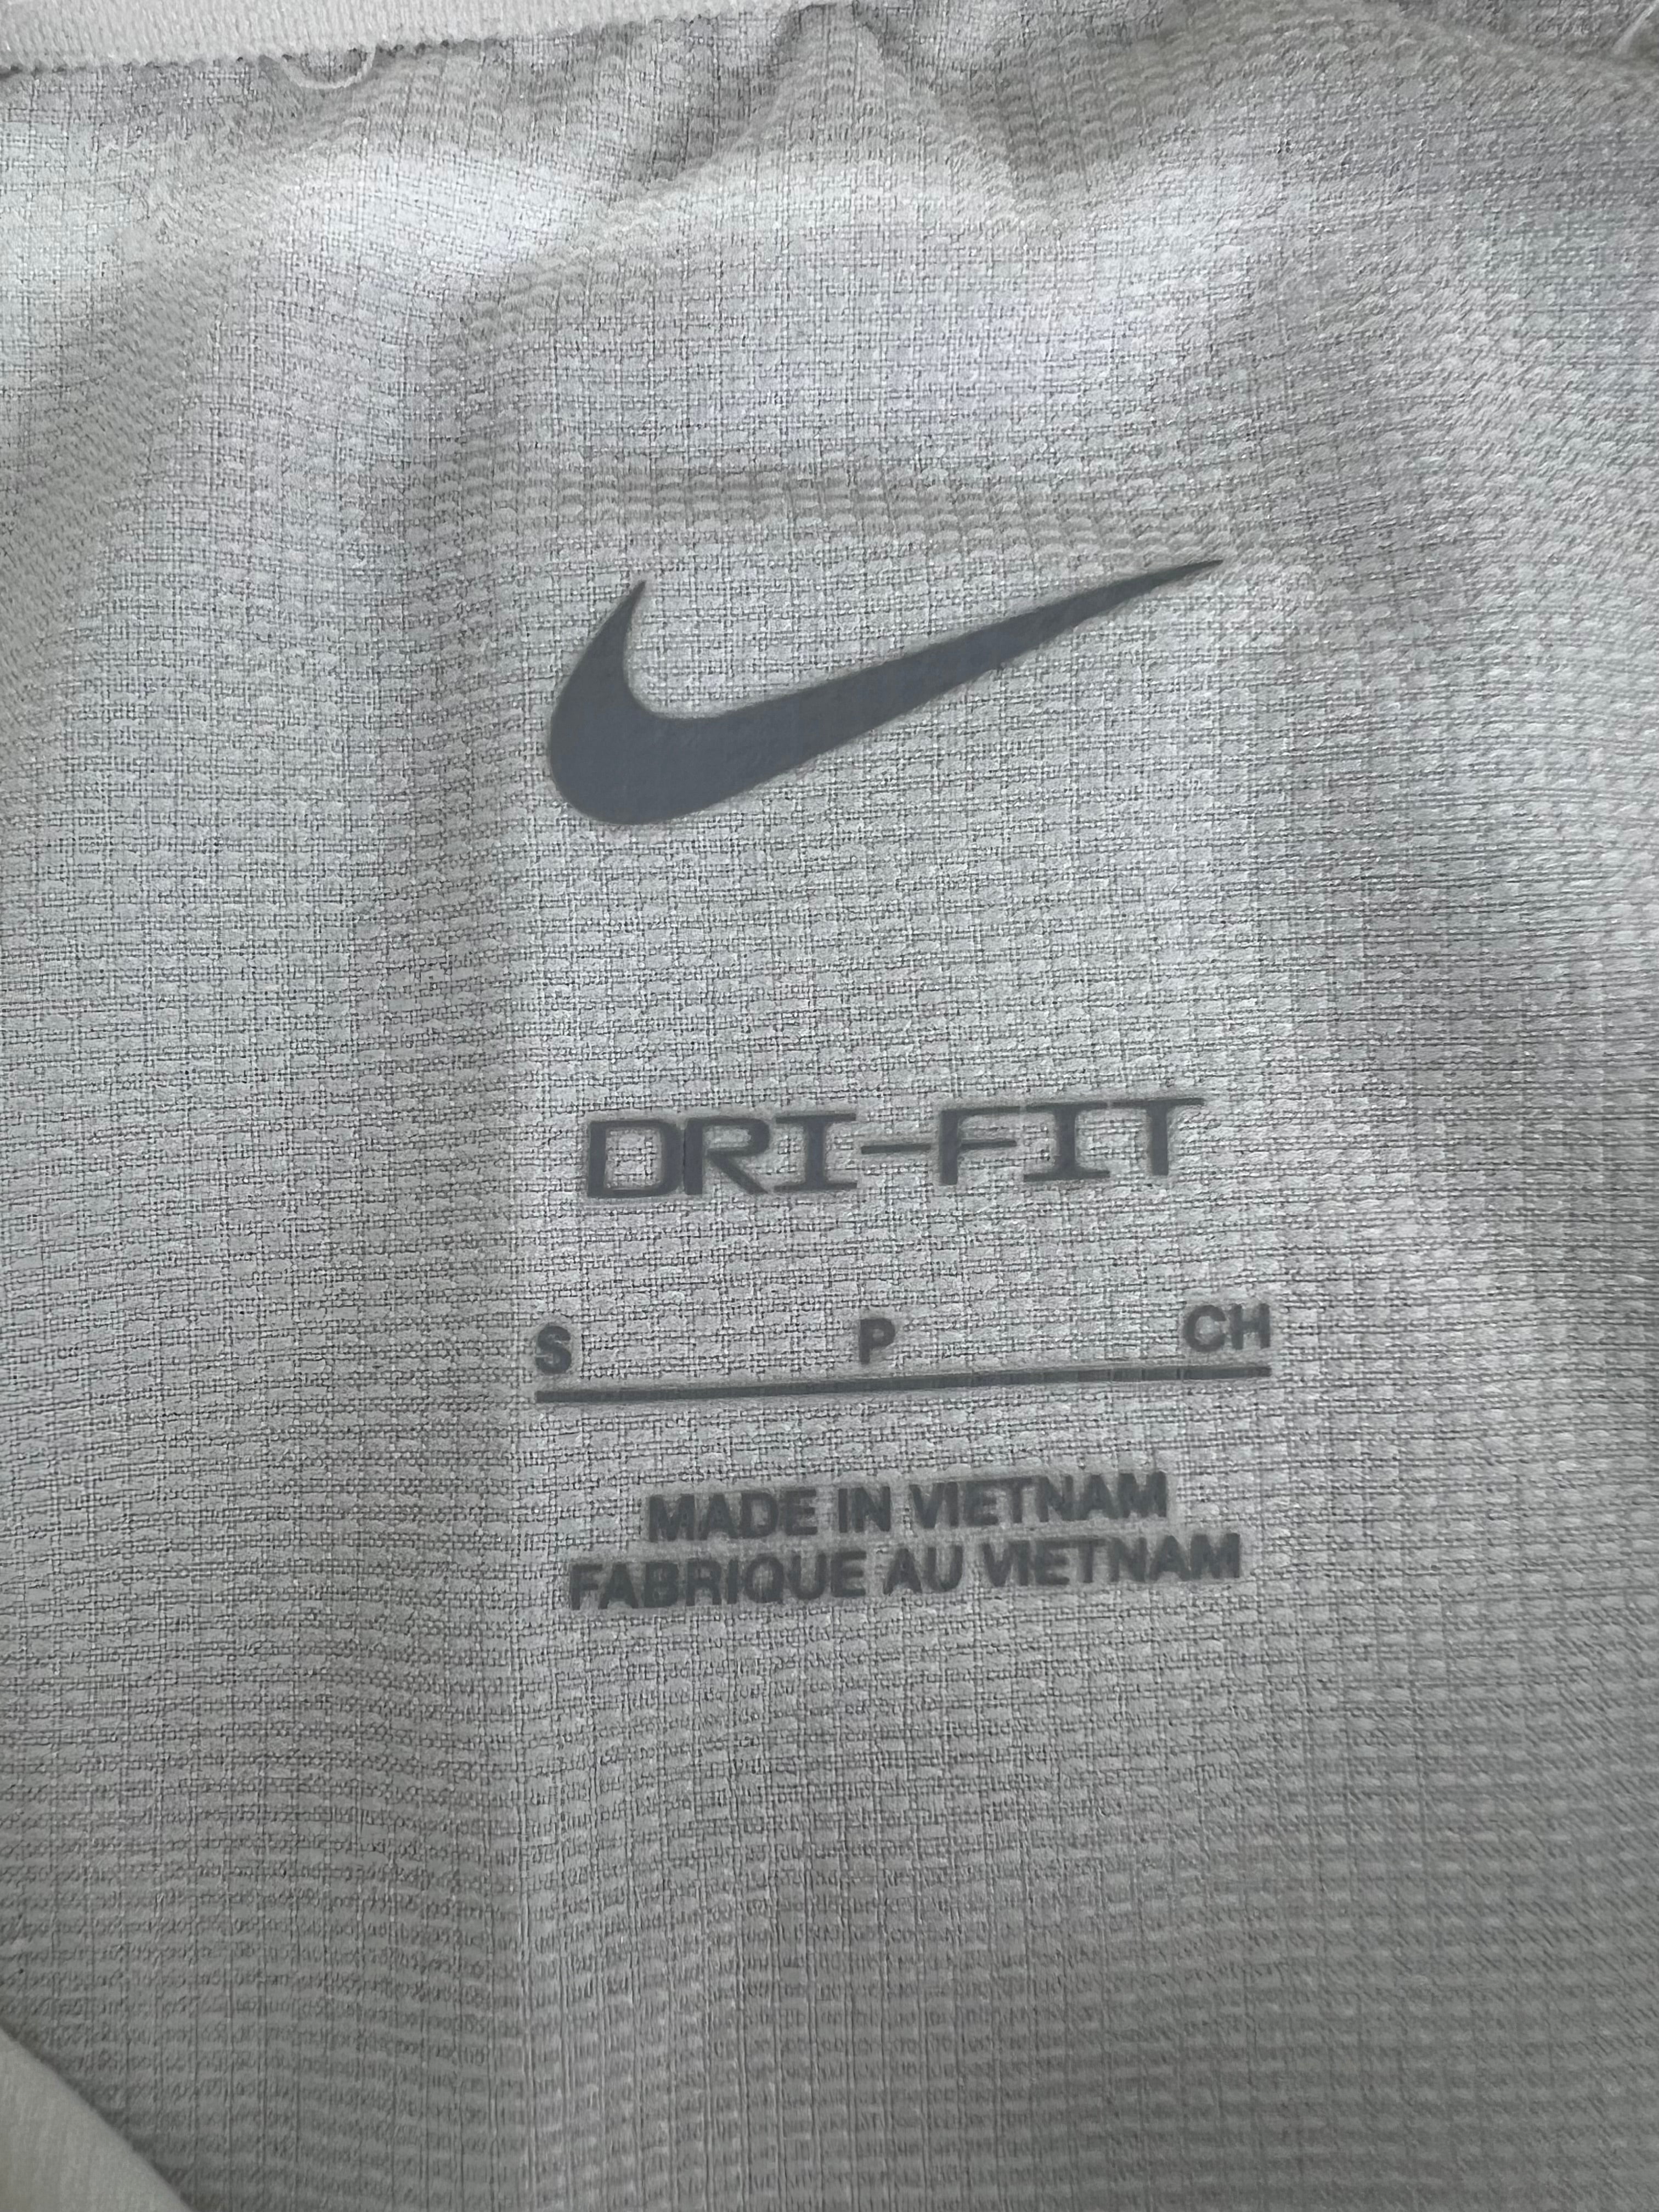 DRI-FIT
S P CH
MADE IN VIETNAM
FABRIQUE AU VIETNAM